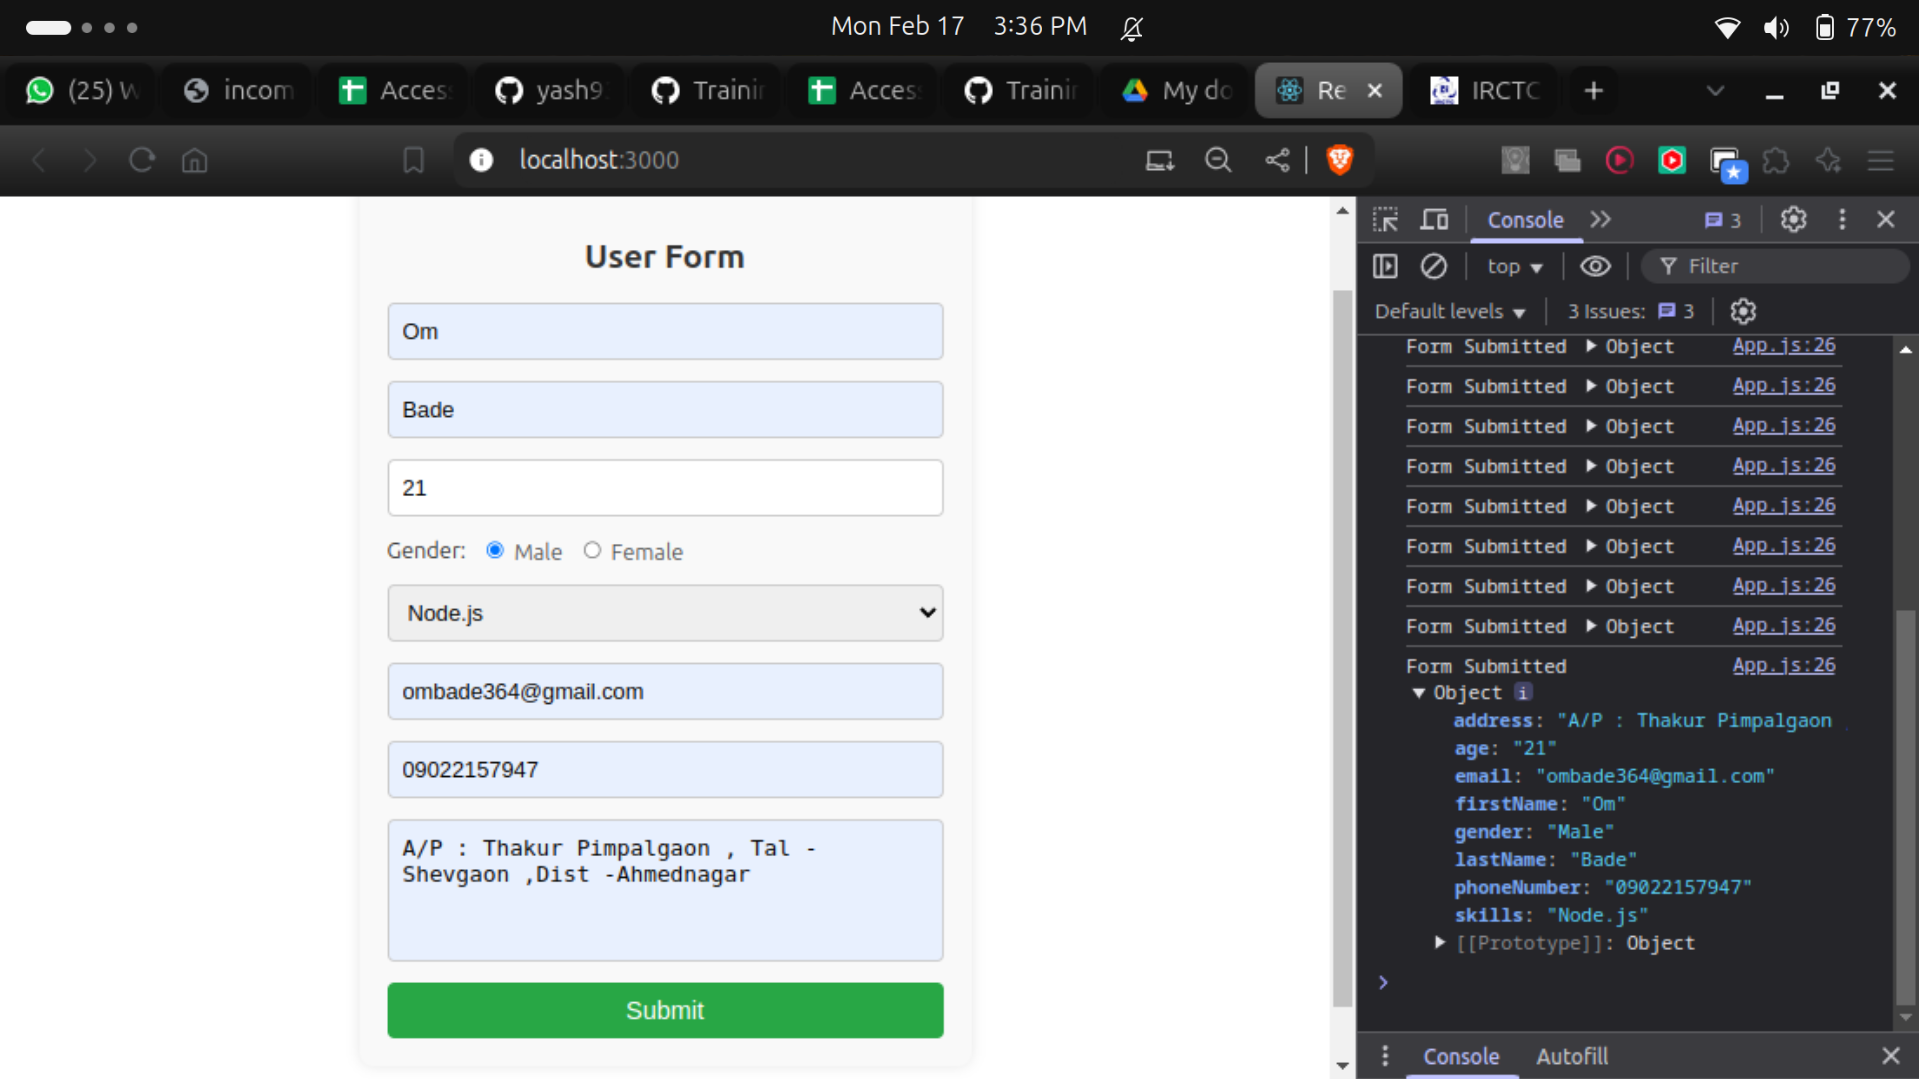 Mon Feb 17 3:36 PM 77%
(25) W incom Access yash9 Trainin Access Trainin My do Re IRCTC
localhost:3000
User Form
Om
Bade
21
Gender: Male Female
Node.js
ombade364@gmail.com
09022157947
A/P : Thakur Pimpalgaon , Tal -
Shevgaon ,Dist -Ahmednagar
Submit
Console 3
top Filter
Default levels 3 Issues: 3
Form Submitted Object App.js:26
Form Submitted Object App.js:26
Form Submitted Object App.js:26
Form Submitted Object App.js:26
Form Submitted Object App.js:26
Form Submitted Object App.js:26
Form Submitted Object App.js:26
Form Submitted Object App.js:26
Form Submitted App.js:26
Object i
address: "A/P : Thakur Pimpalgaon
age: "21"
email: "ombade364@gmail.com"
firstName: "Om"
gender: "Male"
lastName: "Bade"
phoneNumber: "09022157947"
skills: "Node.js"
[[Prototype]]: Object
Console Autofill